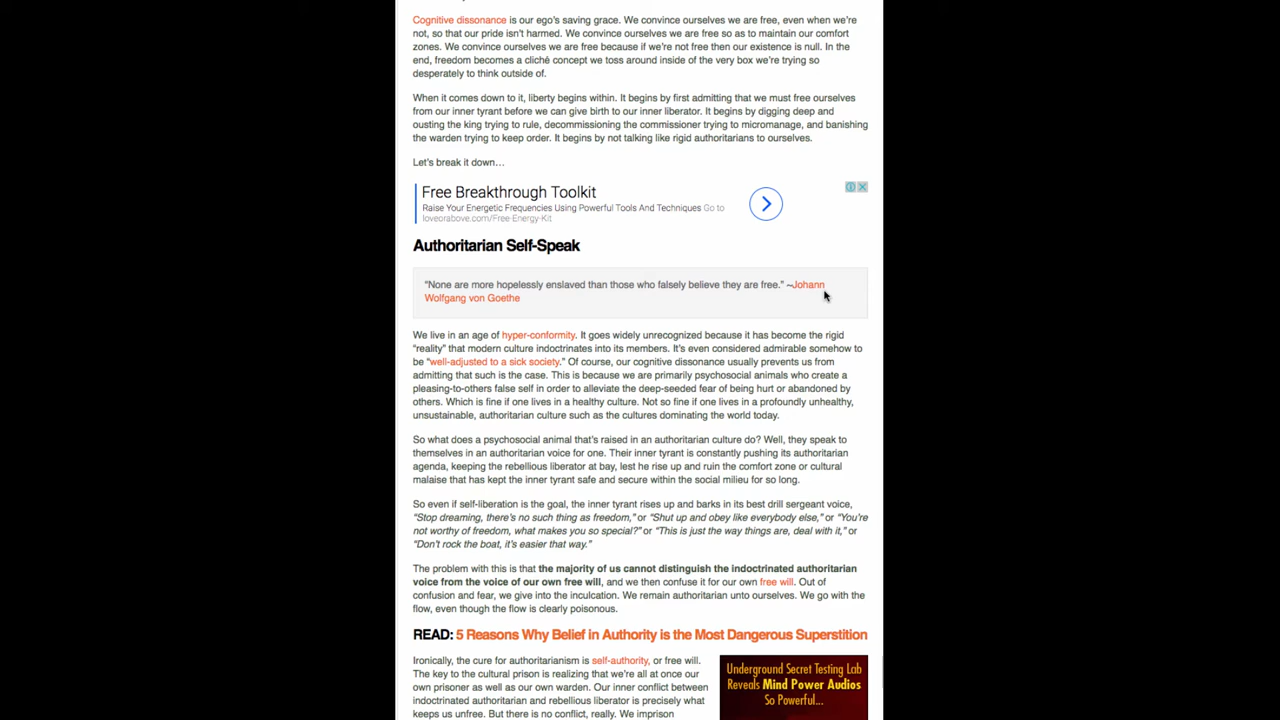 Cognitive dissonance is our ego's saving grace. We convince ourselves we are free, even when we're
not, so that our pride isn't harmed. We convince ourselves we are free so as to maintain our comfort
zones. We convince ourselves we are free because if we're not free then our existence is null. In the
end, freedom becomes a cliché concept we toss around inside of the very box we're trying so
desperately to think outside of.
When it comes down to it, liberty begins within. It begins by first admitting that we must free ourselves
from our inner tyrant before we can give birth to our inner liberator. It begins by digging deep and
ousting the king trying to rule, decommissioning the commissioner trying to micromanage, and banishing
the warden trying to keep order. It begins by not talking like rigid authoritarians to ourselves.
Let's break it down…
Free Breakthrough Toolkit
Raise Your Energetic Frequencies Using Powerful Tools And Techniques Go to
loveorabove.com/Free-Energy-Kit
Authoritarian Self-Speak
“None are more hopelessly enslaved than those who falsely believe they are free.” ~Johann
Wolfgang von Goethe
We live in an age of hyper-conformity. It goes widely unrecognized because it has become the rigid
“reality” that modern culture indoctrinates into its members. It's even considered admirable somehow to
be “well-adjusted to a sick society.” Of course, our cognitive dissonance usually prevents us from
admitting that such is the case. This is because we are primarily psychosocial animals who create a
pleasing-to-others false self in order to alleviate the deep-seeded fear of being hurt or abandoned by
others. Which is fine if one lives in a healthy culture. Not so fine if one lives in a profoundly unhealthy,
unsustainable, authoritarian culture such as the cultures dominating the world today.
So what does a psychosocial animal that's raised in an authoritarian culture do? Well, they speak to
themselves in an authoritarian voice for one. Their inner tyrant is constantly pushing its authoritarian
agenda, keeping the rebellious liberator at bay, lest he rise up and ruin the comfort zone or cultural
malaise that has kept the inner tyrant safe and secure within the social milieu for so long.
So even if self-liberation is the goal, the inner tyrant rises up and barks in its best drill sergeant voice,
“Stop dreaming, there's no such thing as freedom,” or “Shut up and obey like everybody else,” or “You're
not worthy of freedom, what makes you so special?” or “This is just the way things are, deal with it,” or
“Don't rock the boat, it's easier that way.”
The problem with this is that the majority of us cannot distinguish the indoctrinated authoritarian
voice from the voice of our own free will, and we then confuse it for our own free will. Out of
confusion and fear, we give into the inculcation. We remain authoritarian unto ourselves. We go with the
flow, even though the flow is clearly poisonous.
READ: 5 Reasons Why Belief in Authority is the Most Dangerous Superstition
Ironically, the cure for authoritarianism is self-authority, or free will.
The key to the cultural prison is realizing that we're all at once our
own prisoner as well as our own warden. Our inner conflict between
indoctrinated authoritarian and rebellious liberator is precisely what
keeps us unfree. But there is no conflict, really. We imprison
Underground Secret Testing Lab
Reveals Mind Power Audios
So Powerful...